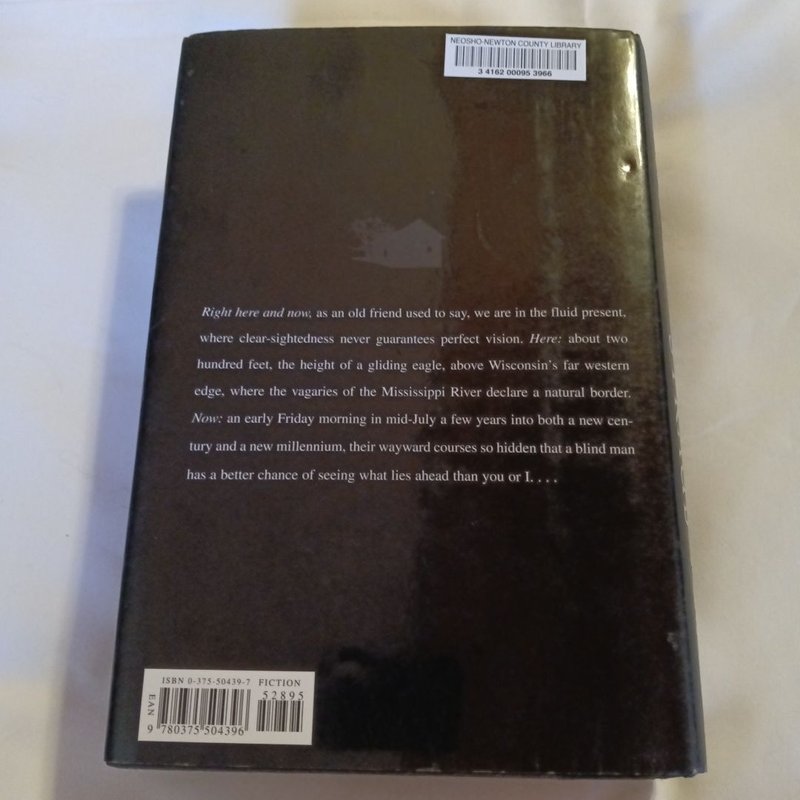 NEOSHO-NEWTON COUNTY LIBRARY
3 4162 00095 3966
Right here and now, as an old friend used to say, we are in the fluid present,
where clear-sightedness never guarantees perfect vision. Here: about two
hundred feet, the height of a gliding eagle, above Wisconsin's far western
edge, where the vagaries of the Mississippi River declare a natural border.
Now: an early Friday morning in mid-July a few years into both a new cen-
tury and a new millennium, their wayward courses so hidden that a blind man
has a better chance of seeing what lies ahead than you or I. . . .
ISBN 0-375-50439-7 FICTION
52895
EAN
9 780375 504396